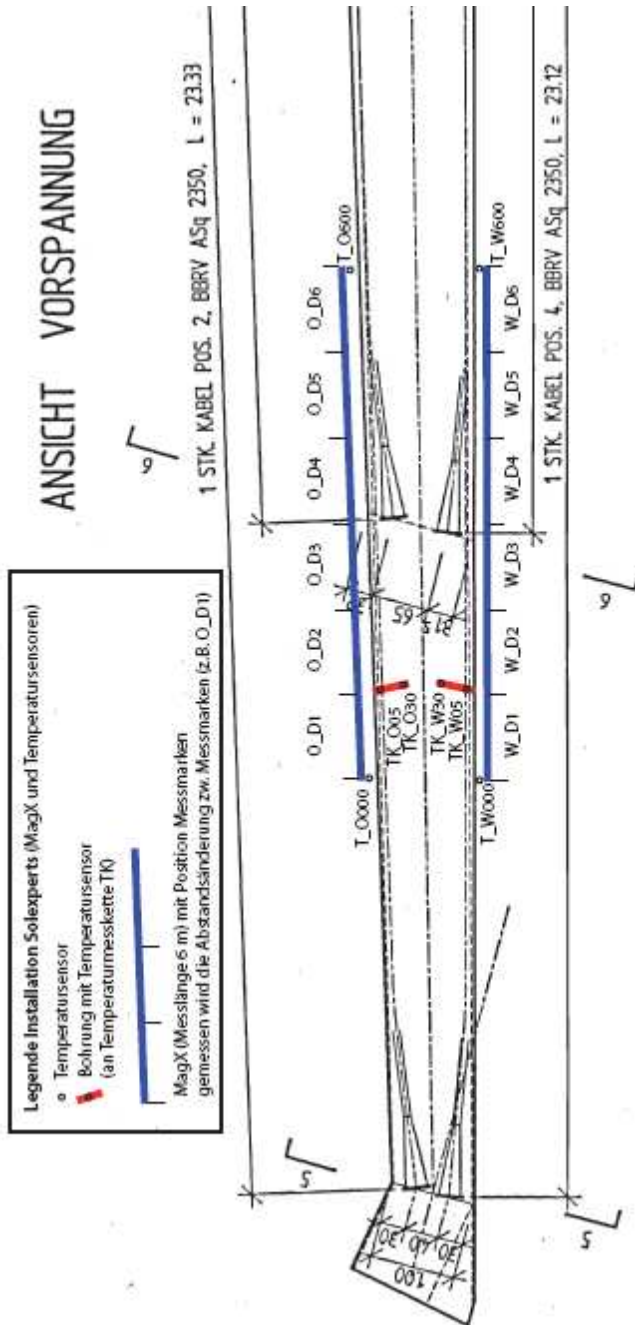 ANSICHT VORSPANNUNG
1 STK. KABEL POS. 2, BBRV ASq 2350, L = 23.33
6
Legende Installation Solexperts (MagX und Temperatursensoren)
Temperatursensor
Bohrung mit Temperatursensor
(an Temperaturmesskette TK)
MagX (Messlänge 6 m) mit Position Messmarken
gemessen wird die Abstandsänderung zw. Messmarken (z.B. O_D1)
O_D1
O_D2
O_D3
O_D4
O_D5
O_D6
T_O000
T_O600
TK_O05
TK_O30
TK_W30
TK_W05
65
T_W000
T_W600
W_D1
W_D2
W_D3
W_D4
W_D5
W_D6
1 STK. KABEL POS. 4, BBRV ASq 2350, L = 23.12
6
5
5
30
40
30
100